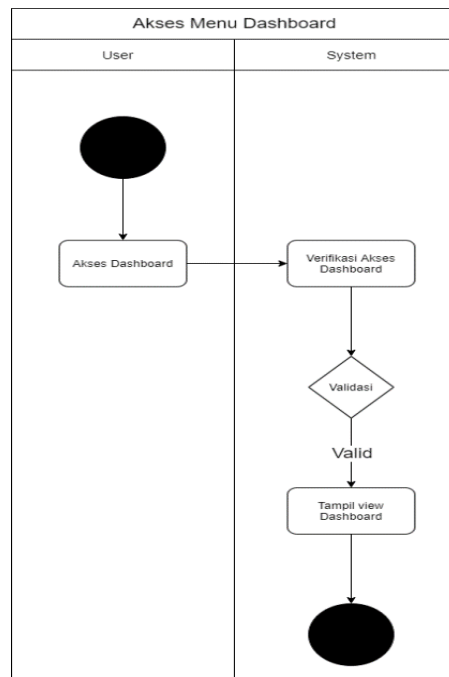 Akses Menu Dashboard
User
System
Akses Dashboard
Verifikasi Akses
Dashboard
Validasi
Valid
Tampil view
Dashboard